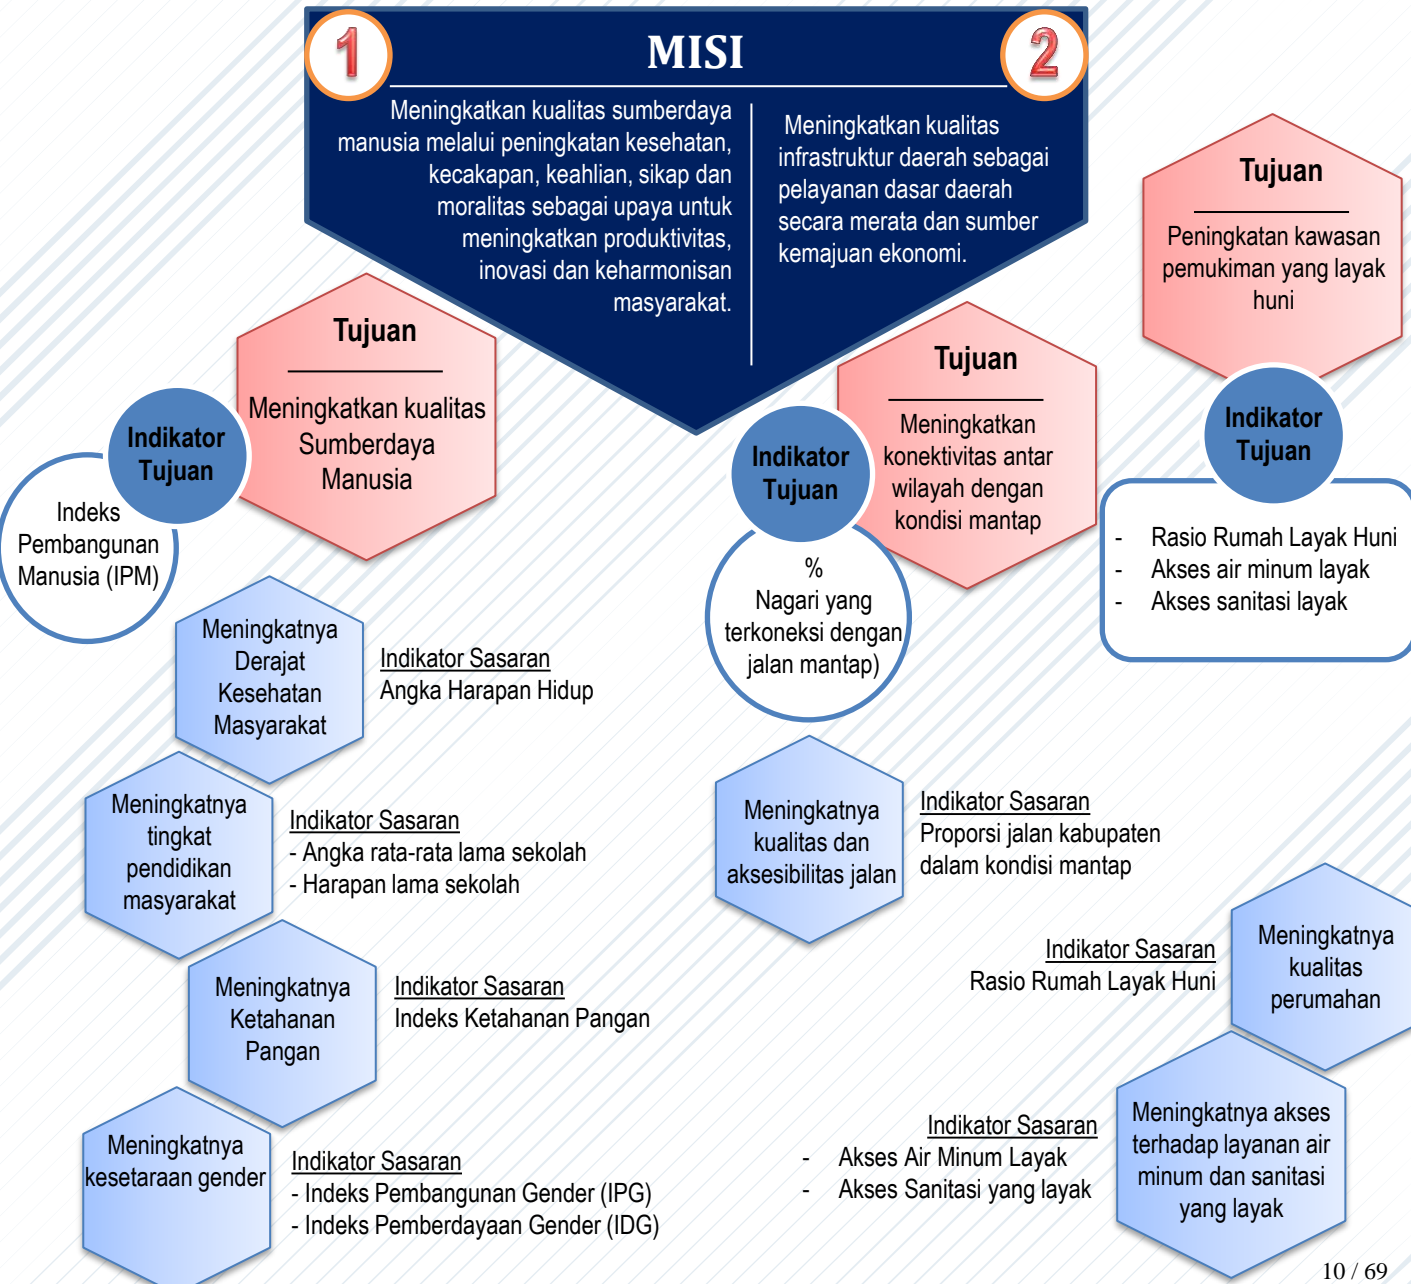 1
MISI
2
Meningkatkan kualitas sumberdaya
manusia melalui peningkatan kesehatan,
kecakapan, keahlian, sikap dan
moralitas sebagai upaya untuk
meningkatkan produktivitas,
inovasi dan keharmonisan
masyarakat.
Meningkatkan kualitas
infrastruktur daerah sebagai
pelayanan dasar daerah
secara merata dan sumber
kemajuan ekonomi.
Tujuan
Meningkatkan kualitas
Sumberdaya
Manusia
Indikator
Tujuan
Indeks
Pembangunan
Manusia (IPM)
Meningkatnya
Derajat
Kesehatan
Masyarakat
Indikator Sasaran
Angka Harapan Hidup
Meningkatnya
tingkat
pendidikan
masyarakat
Indikator Sasaran
- Angka rata-rata lama sekolah
- Harapan lama sekolah
Meningkatnya
Ketahanan
Pangan
Indikator Sasaran
Indeks Ketahanan Pangan
Meningkatnya
kesetaraan gender
Indikator Sasaran
- Indeks Pembangunan Gender (IPG)
- Indeks Pemberdayaan Gender (IDG)
Tujuan
Meningkatkan
konektivitas antar
wilayah dengan
kondisi mantap
Indikator
Tujuan
%
Nagari yang
terkoneksi dengan
jalan mantap)
Meningkatnya
kualitas dan
aksesibilitas jalan
Indikator Sasaran
Proporsi jalan kabupaten
dalam kondisi mantap
Tujuan
Peningkatan kawasan
pemukiman yang layak
huni
Indikator
Tujuan
- Rasio Rumah Layak Huni
- Akses air minum layak
- Akses sanitasi layak
Meningkatnya
kualitas
perumahan
Indikator Sasaran
Rasio Rumah Layak Huni
Meningkatnya akses
terhadap layanan air
minum dan sanitasi
yang layak
Indikator Sasaran
- Akses Air Minum Layak
- Akses Sanitasi yang layak
10 / 69